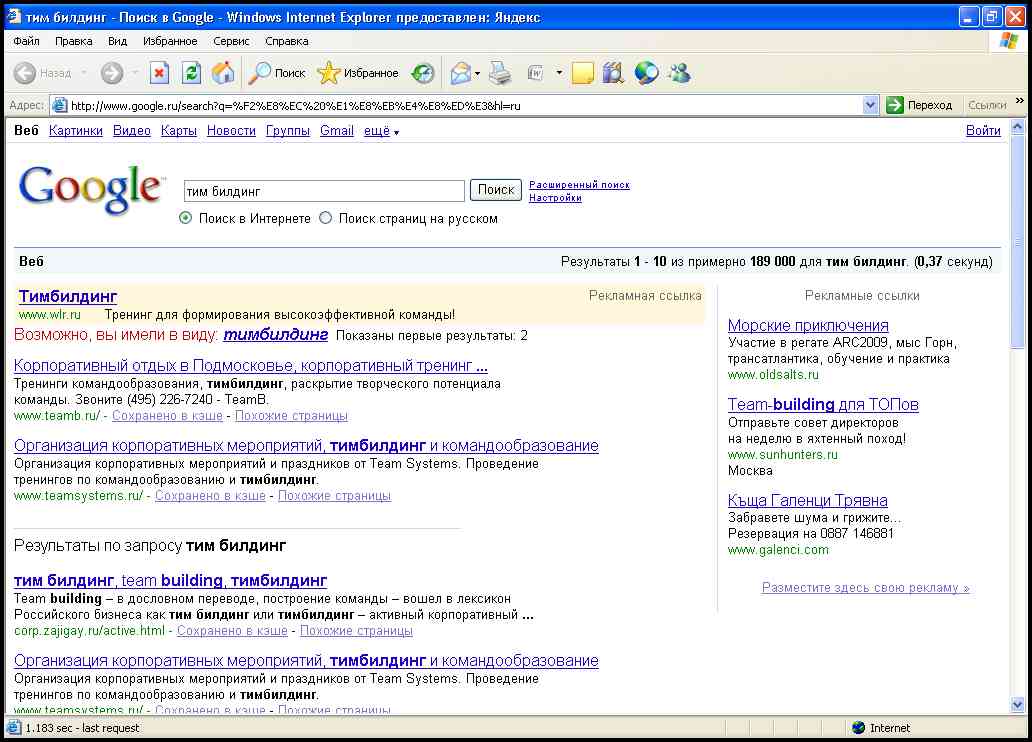 тим билдинг - Поиск в Google - Windows Internet Explorer предоставлен: Яндекс
Файл Правка Вид Избранное Сервис Справка
Назад Поиск Избранное
Адрес: http://www.google.ru/search?q=%F2%E8%EC%20%E1%E8%EB%E4%E8%ED%E3&hl=ru Переход Ссылки »
Веб Картинки Видео Карты Новости Группы Gmail ещё Войти
Google™ тим билдинг Поиск Расширенный поиск
Настройки
Поиск в Интернете Поиск страниц на русском
Веб Результаты 1 - 10 из примерно 189 000 для тим билдинг. (0,37 секунд)
Тимбилдинг Рекламная ссылка
www.wlr.ru Тренинг для формирования высокоэффективной команды!
Возможно, вы имели в виду: тимбилдинг Показаны первые результаты: 2
Корпоративный отдых в Подмосковье, корпоративный тренинг ...
Тренинги командообразования, тимбилдинг, раскрытие творческого потенциала
команды. Звоните (495) 226-7240 - TeamB.
www.teamb.ru/ - Сохранено в кэше - Похожие страницы
Организация корпоративных мероприятий, тимбилдинг и командообразование
Организация корпоративных мероприятий и праздников от Team Systems. Проведение
тренингов по командообразованию и тимбилдинг.
www.teamsystems.ru/ - Сохранено в кэше - Похожие страницы
Результаты по запросу тим билдинг
тим билдинг, team building, тимбилдинг
Team building – в дословном переводе, построение команды – вошел в лексикон
Российского бизнеса как тим билдинг или тимбилдинг – активный корпоративный ...
corp.zajigay.ru/active.html - Сохранено в кэше - Похожие страницы
Организация корпоративных мероприятий, тимбилдинг и командообразование
Организация корпоративных мероприятий и праздников от Team Systems. Проведение
тренингов по командообразованию и тимбилдинг.
www.teamsystems.ru/ - Сохранено в кэше - Похожие страницы
Рекламные ссылки
Морские приключения
Участие в регате ARC2009, мыс Горн,
трансатлантика, обучение и практика
www.oldsalts.ru
Team-building для ТОПов
Отправьте совет директоров
на неделю в яхтенный поход!
www.sunhunters.ru
Москва
Къща Галенци Трявна
Забравете шума и грижите...
Резервация на 0887 146881
www.galenci.com
Разместите здесь свою рекламу »
1.183 sec - last request Internet